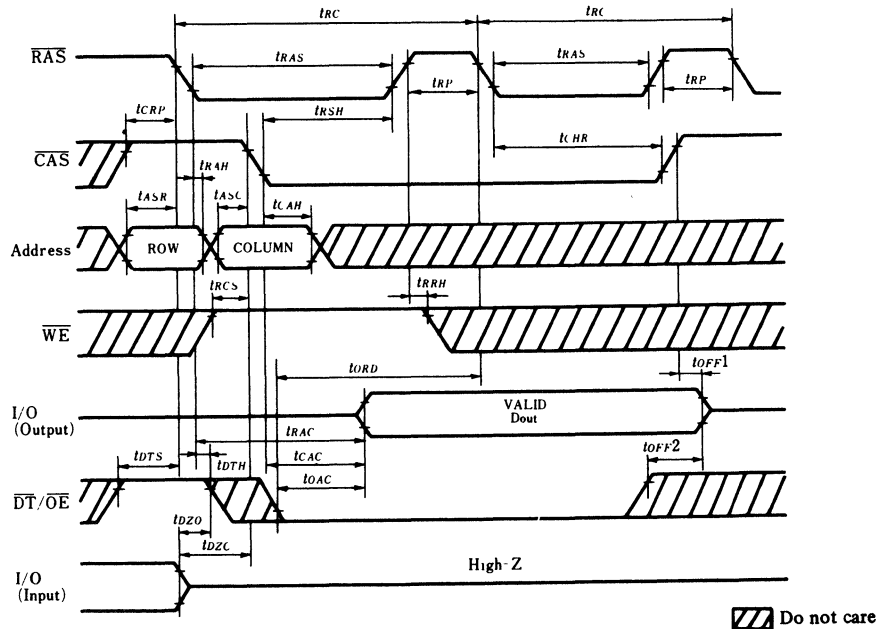 tRC tRC
RAS tRAS tRAS
tRP tRP
tCRP tRSH
CAS tRAH tCHR
tASR tASC tCAH
Address ROW COLUMN
tRCS tRRH
WE
tORD tOFF1
I/O (Output) VALID Dout
tRAC
tDTS tCAC tOFF2
tDTH tOAC
DT/OE
tDZO
tDZC
I/O (Input) High-Z
Do not care